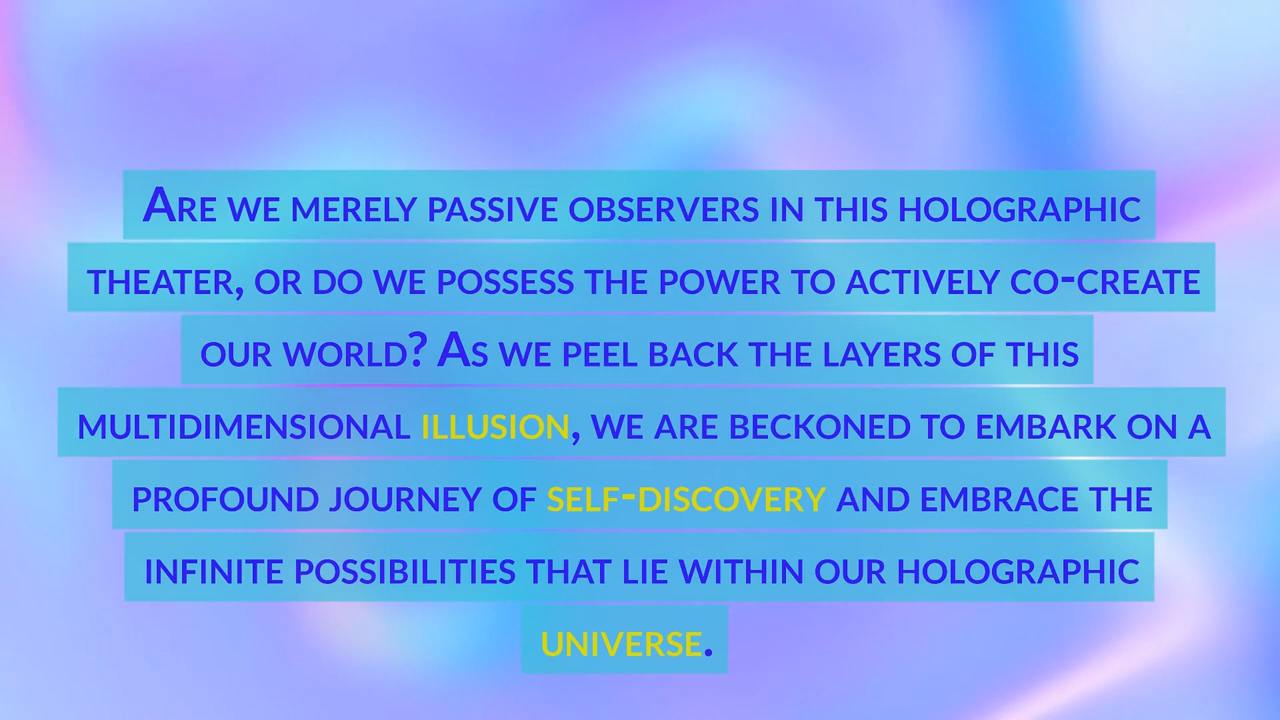 Are we merely passive observers in this holographic
theater, or do we possess the power to actively co-create
our world? As we peel back the layers of this
multidimensional illusion, we are beckoned to embark on a
profound journey of self-discovery and embrace the
infinite possibilities that lie within our holographic
universe.